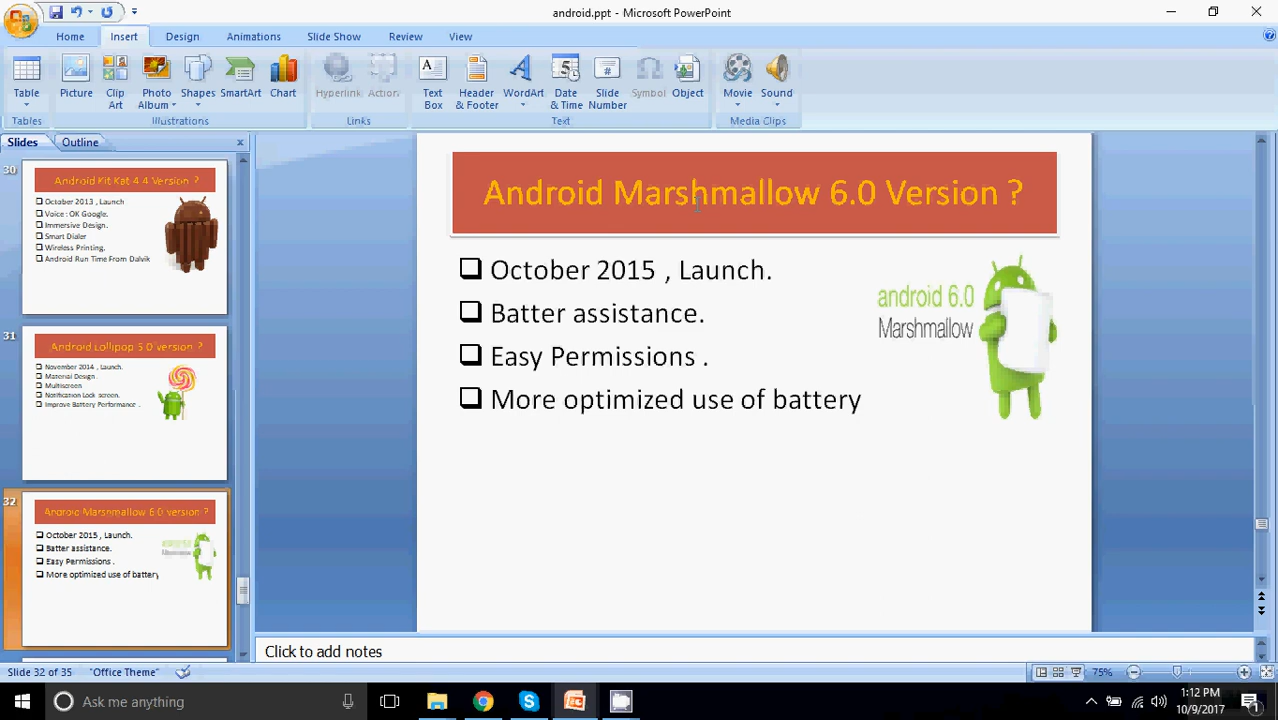 android.ppt - Microsoft PowerPoint
Home Insert Design Animations Slide Show Review View
Table Picture Clip Art Photo Album Shapes SmartArt Chart Hyperlink Action Text Box Header & Footer WordArt Date & Time Slide Number Symbol Object Movie Sound
Tables Illustrations Links Text Media Clips
Slides Outline
30
Android Kit Kat 4.4 Version ?
October 2013 , Launch
Voice : OK Google.
Immersive Design.
Smart Dialer
Wireless Printing.
Android Run Time From Dalvik
31
Android Lollipop 5.0 version ?
November 2014 , Launch.
Material Design
Multiscreen
Notification Lock screen.
Improve Battery Performance .
32
Android Marshmallow 6.0 version ?
October 2015 , Launch.
Batter assistance.
Easy Permissions .
More optimized use of battery
Android Marshmallow 6.0 Version ?
October 2015 , Launch.
Batter assistance.
Easy Permissions .
More optimized use of battery
android 6.0
Marshmallow
Click to add notes
Slide 32 of 35 "Office Theme" 75%
Ask me anything
1:12 PM
10/9/2017